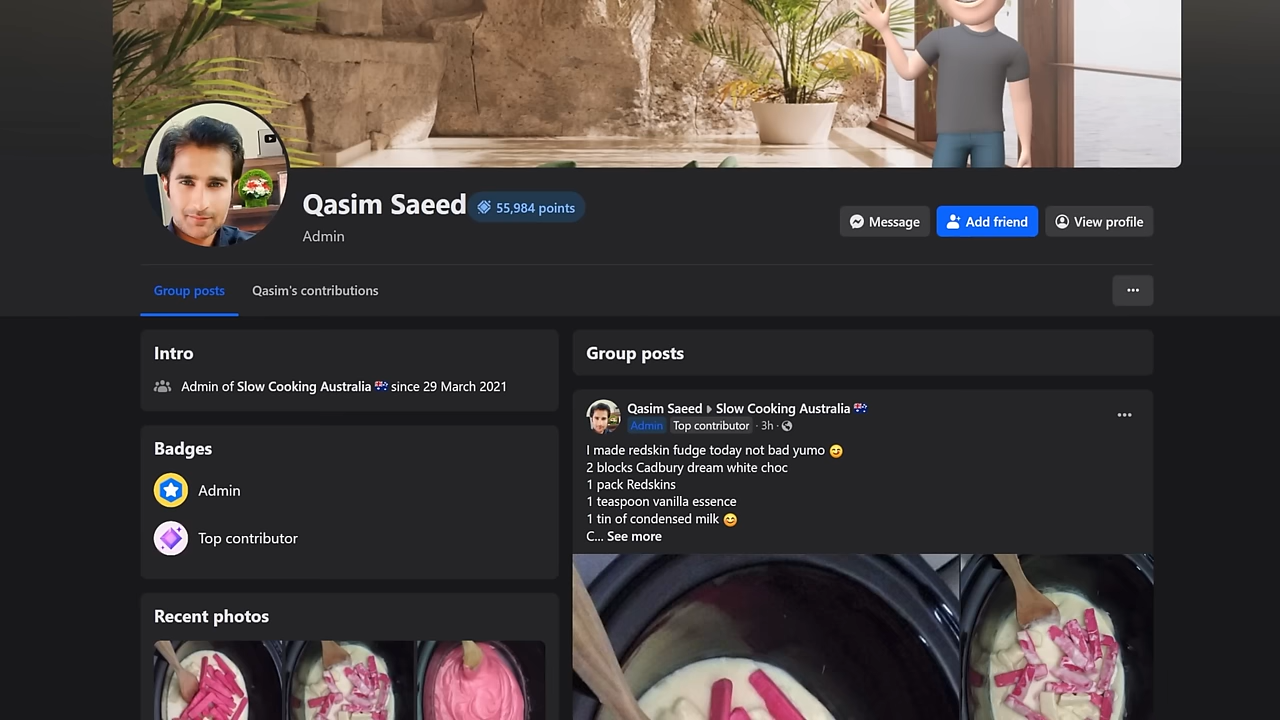 Qasim Saeed 55,984 points
Admin
Message
Add friend
View profile
Group posts
Qasim's contributions
Intro
Admin of Slow Cooking Australia 🇦🇺 since 29 March 2021
Badges
Admin
Top contributor
Recent photos
Group posts
Qasim Saeed ▸ Slow Cooking Australia 🇦🇺
Admin Top contributor · 3h ·
I made redskin fudge today not bad yumo 😋
2 blocks Cadbury dream white choc
1 pack Redskins
1 teaspoon vanilla essence
1 tin of condensed milk 😋
C... See more